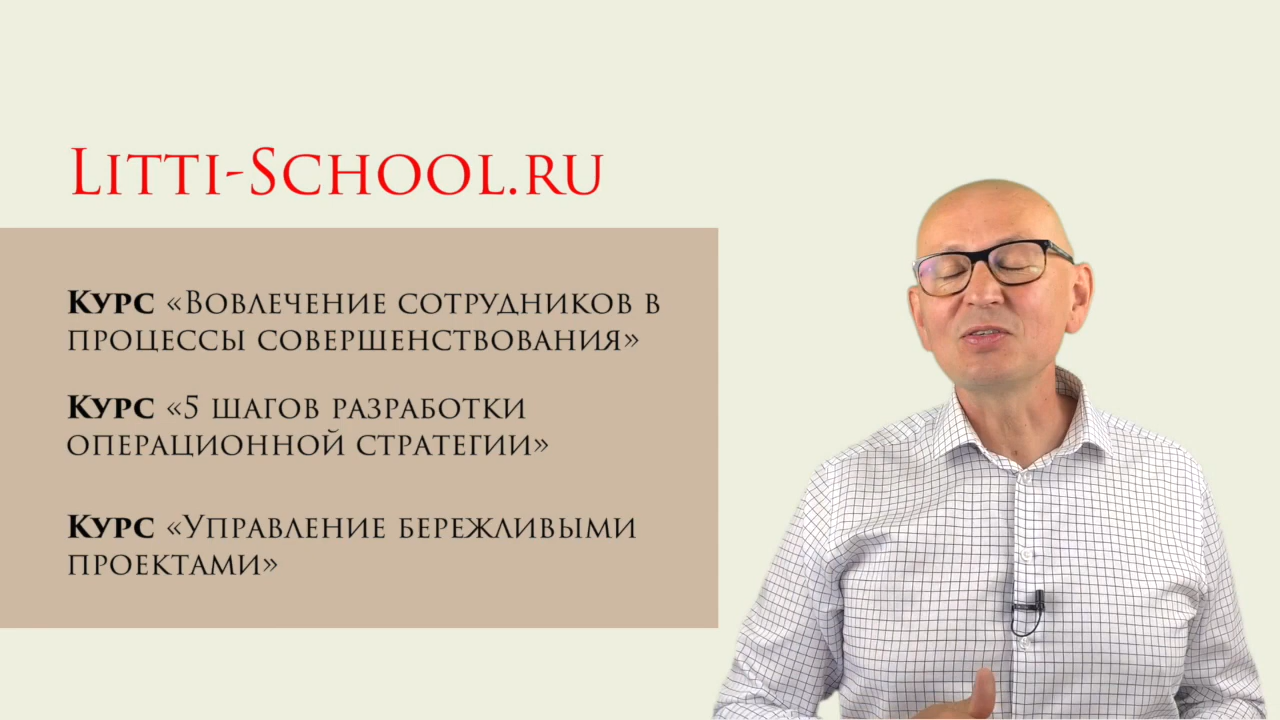 Litti-School.ru
Курс «Вовлечение сотрудников в
процессы совершенствования»
Курс «5 шагов разработки
операционной стратегии»
Курс «Управление бережливыми
проектами»